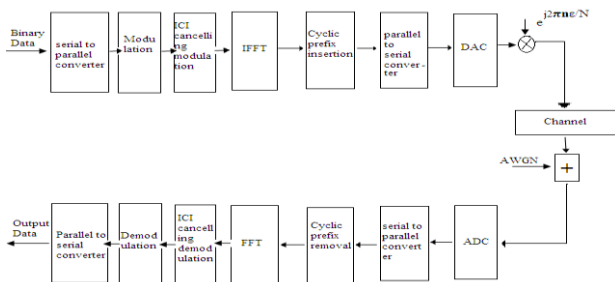 Binary
Data
serial to
parallel
converter
Modu
lation
ICI
cancelling
modula
tion
IFFT
Cyclic
prefix
insertion
parallel
to
serial
conver-
ter
DAC
e^j2πnε/N
Channel
AWGN
+
Output
Data
Parallel to
serial
converter
Demod
ulation
ICI
cancell
ing
demod
ulation
FFT
Cyclic
prefix
removal
serial to
parallel
convert
er
ADC